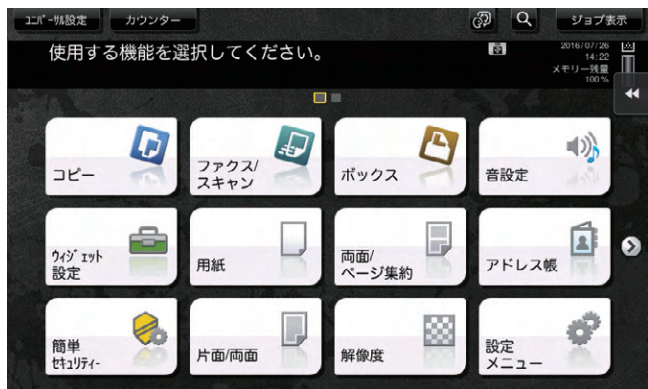 ﾕﾆﾊﾞｰｻﾙ設定
カウンター
ジョブ表示
使用する機能を選択してください。
2016/07/26
14:22
メモリー残量
100%
コピー
ファクス/
スキャン
ボックス
音設定
ｳｨｼﾞｪｯﾄ
設定
用紙
両面/
ページ集約
アドレス帳
簡単
ｾｷｭﾘﾃｨｰ
片面/両面
解像度
設定
メニュー